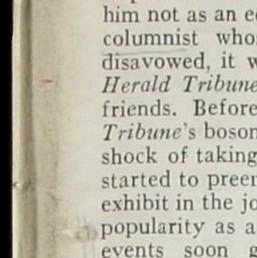 him not as an e
columnist who
disavowed, it w
Herald Tribune
friends. Before
Tribune's boson
shock of taking
started to preer
exhibit in the jo
popularity as a
events soon g